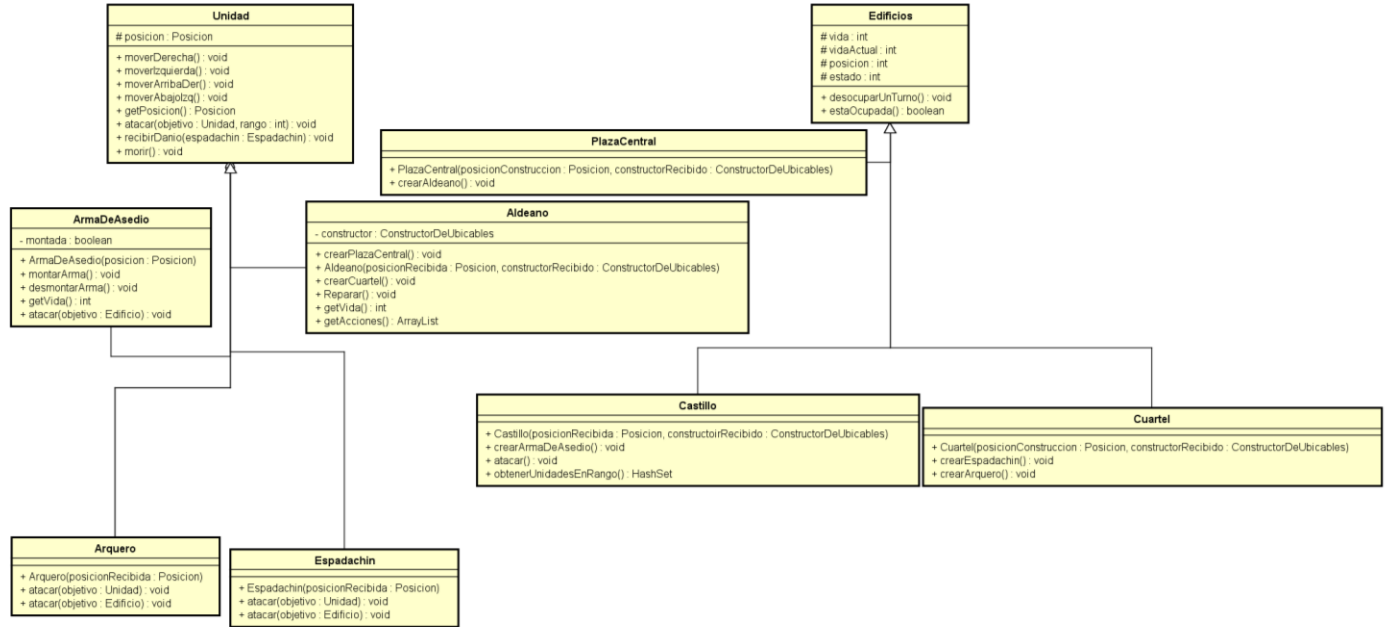 Unidad
# posicion : Posicion
+ moverDerecha() : void
+ moverIzquierda() : void
+ moverArribaDer() : void
+ moverAbajoIzq() : void
+ getPosicion() : Posicion
+ atacar(objetivo : Unidad, rango : int) : void
+ recibirDanio(espadachin : Espadachin) : void
+ morir() : void
Edificios
# vida : int
# vidaActual : int
# posicion : int
# estado : int
+ desocuparUnTurno() : void
+ estaOcupada() : boolean
PlazaCentral
+ PlazaCentral(posicionConstruccion : Posicion, constructorRecibido : ConstructorDeUbicables)
+ crearAldeano() : void
ArmaDeAsedio
- montada : boolean
+ ArmaDeAsedio(posicion : Posicion)
+ montarArma() : void
+ desmontarArma() : void
+ getVida() : int
+ atacar(objetivo : Edificio) : void
Aldeano
- constructor : ConstructorDeUbicables
+ crearPlazaCentral() : void
+ Aldeano(posicionRecibida : Posicion, constructorRecibido : ConstructorDeUbicables)
+ crearCuartel() : void
+ Reparar() : void
+ getVida() : int
+ getAcciones() : ArrayList
Castillo
+ Castillo(posicionRecibida : Posicion, constructoirRecibido : ConstructorDeUbicables)
+ crearArmaDeAsedio() : void
+ atacar() : void
+ obtenerUnidadesEnRango() : HashSet
Cuartel
+ Cuartel(posicionConstruccion : Posicion, constructorRecibido : ConstructorDeUbicables)
+ crearEspadachin() : void
+ crearArquero() : void
Arquero
+ Arquero(posicionRecibida : Posicion)
+ atacar(objetivo : Unidad) : void
+ atacar(objetivo : Edificio) : void
Espadachin
+ Espadachin(posicionRecibida : Posicion)
+ atacar(objetivo : Unidad) : void
+ atacar(objetivo : Edificio) : void